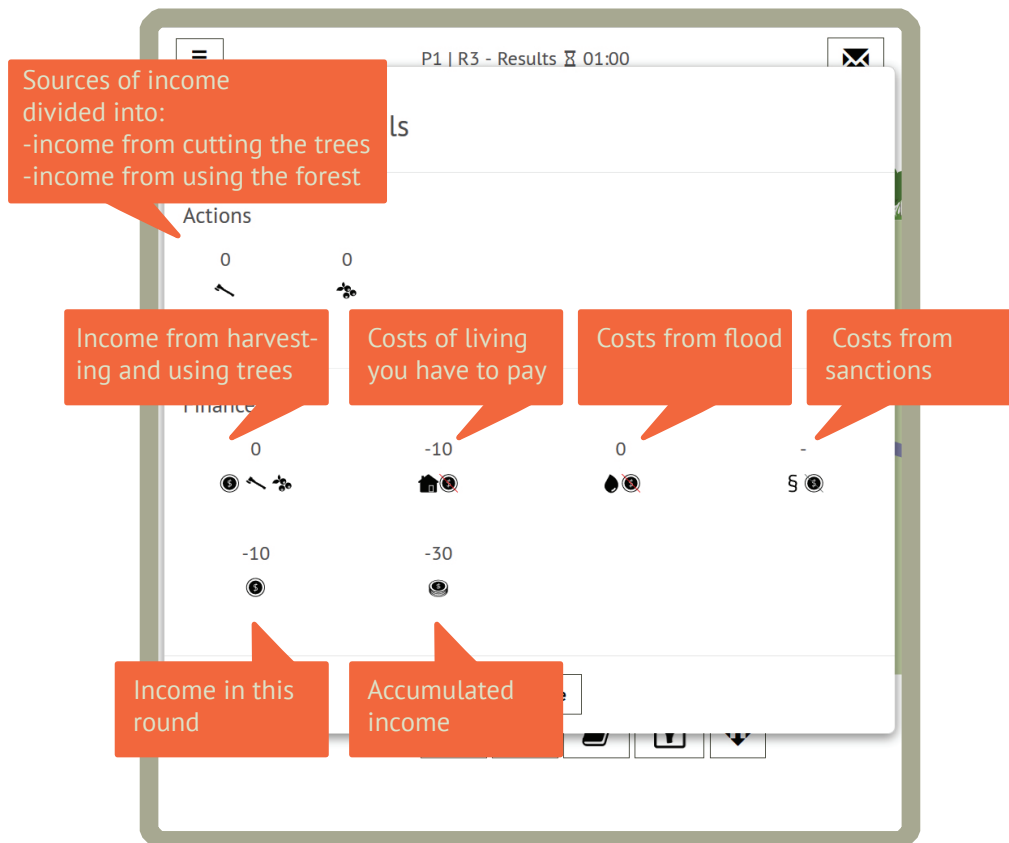 P1 | R3 - Results 01:00
Sources of income
divided into:
-income from cutting the trees
-income from using the forest
ls
Actions
0 0
Income from harvest-
ing and using trees
Costs of living
you have to pay
Costs from flood
Costs from
sanctions
Finance
0 -10 0 -
§
-10 -30
Income in this
round
Accumulated
income
e